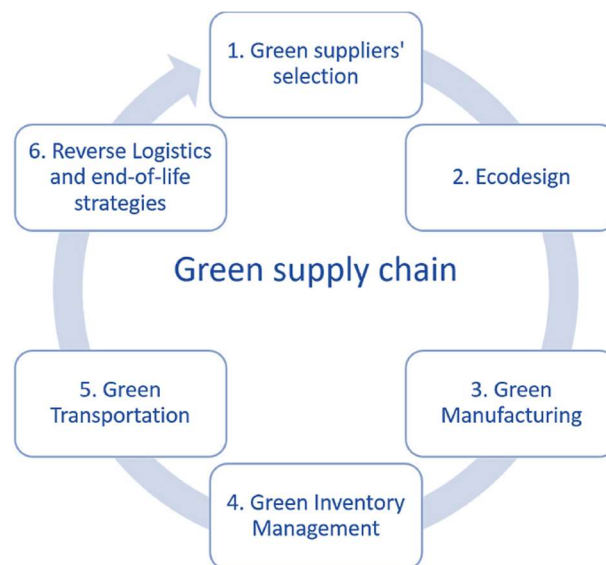 1. Green suppliers'
selection
2. Ecodesign
3. Green
Manufacturing
4. Green Inventory
Management
5. Green
Transportation
6. Reverse Logistics
and end-of-life
strategies
Green supply chain